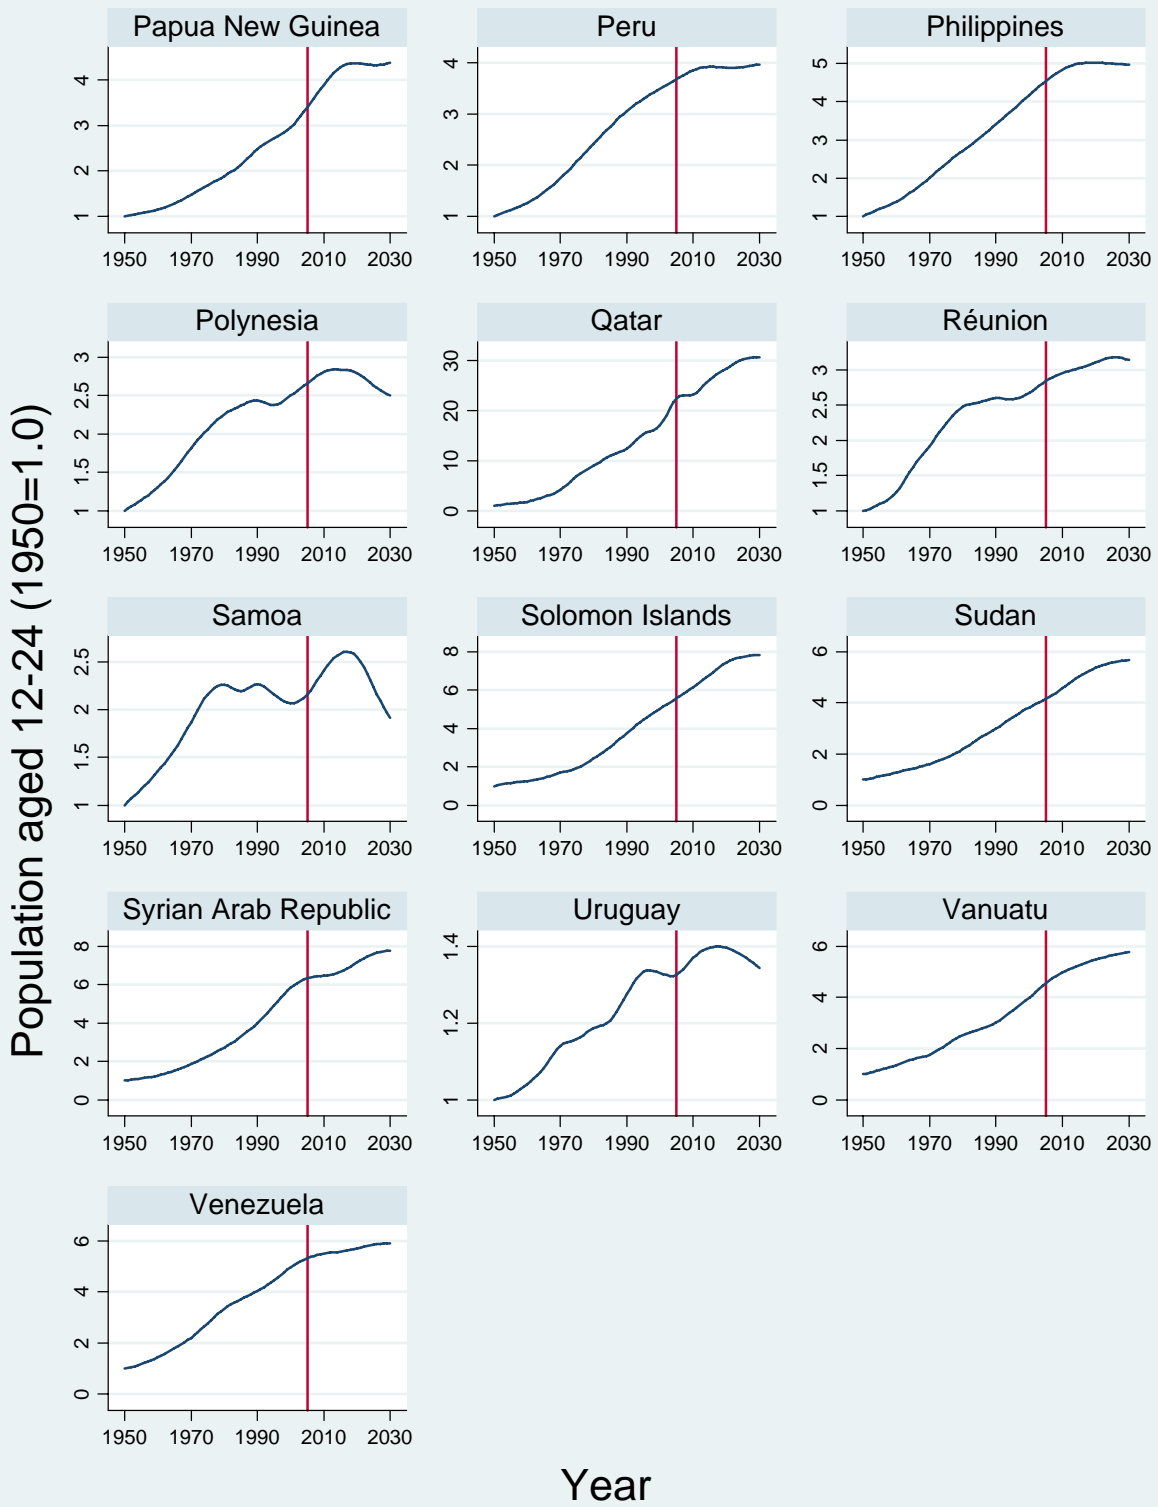 Population aged 12-24 (1950=1.0)
Papua New Guinea
1 2 3 4
1950 1970 1990 2010 2030
Peru
1 2 3 4
1950 1970 1990 2010 2030
Philippines
1 2 3 4 5
1950 1970 1990 2010 2030
Polynesia
1 1.5 2 2.5 3
1950 1970 1990 2010 2030
Qatar
0 10 20 30
1950 1970 1990 2010 2030
Réunion
1 1.5 2 2.5 3
1950 1970 1990 2010 2030
Samoa
1 1.5 2 2.5
1950 1970 1990 2010 2030
Solomon Islands
0 2 4 6 8
1950 1970 1990 2010 2030
Sudan
0 2 4 6
1950 1970 1990 2010 2030
Syrian Arab Republic
0 2 4 6 8
1950 1970 1990 2010 2030
Uruguay
1 1.2 1.4
1950 1970 1990 2010 2030
Vanuatu
0 2 4 6
1950 1970 1990 2010 2030
Venezuela
0 2 4 6
1950 1970 1990 2010 2030
Year